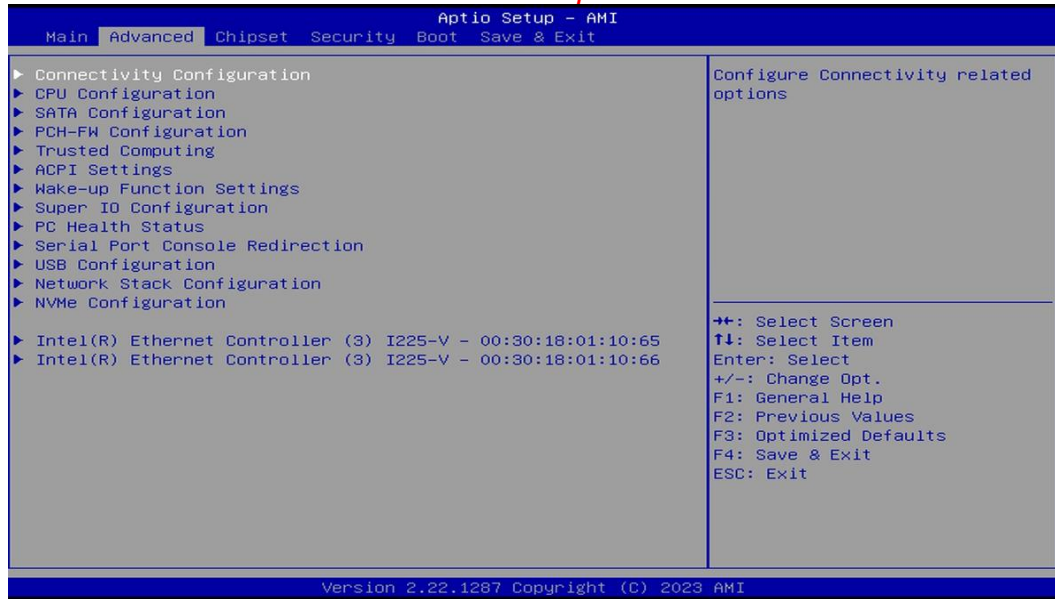 Aptio Setup – AMI
Main Advanced Chipset Security Boot Save & Exit
▶ Connectivity Configuration
▶ CPU Configuration
▶ SATA Configuration
▶ PCH-FW Configuration
▶ Trusted Computing
▶ ACPI Settings
▶ Wake-up Function Settings
▶ Super IO Configuration
▶ PC Health Status
▶ Serial Port Console Redirection
▶ USB Configuration
▶ Network Stack Configuration
▶ NVMe Configuration
▶ Intel(R) Ethernet Controller (3) I225-V – 00:30:18:01:10:65
▶ Intel(R) Ethernet Controller (3) I225-V – 00:30:18:01:10:66
Configure Connectivity related
options
→←: Select Screen
↑↓: Select Item
Enter: Select
+/-: Change Opt.
F1: General Help
F2: Previous Values
F3: Optimized Defaults
F4: Save & Exit
ESC: Exit
Version 2.22.1287 Copyright (C) 2023 AMI